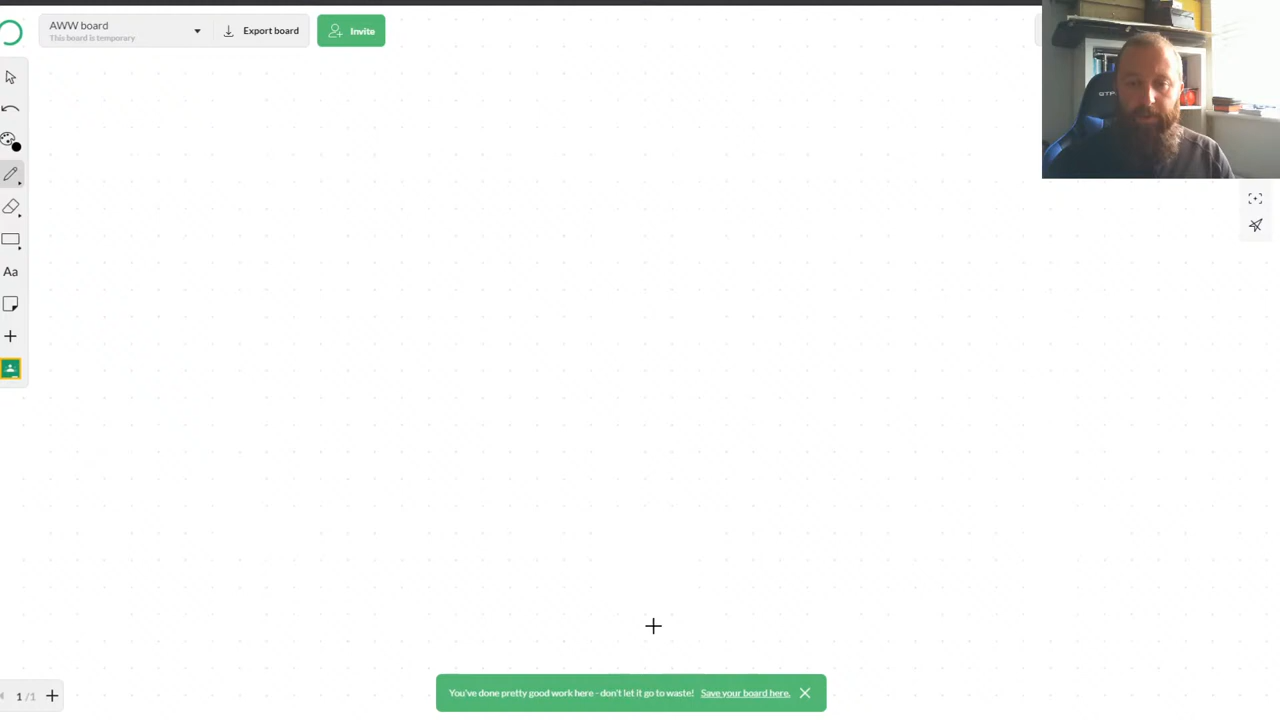 AWW board
This board is temporary
Export board
Invite
Aa
1 /1
You've done pretty good work here - don't let it go to waste! Save your board here.